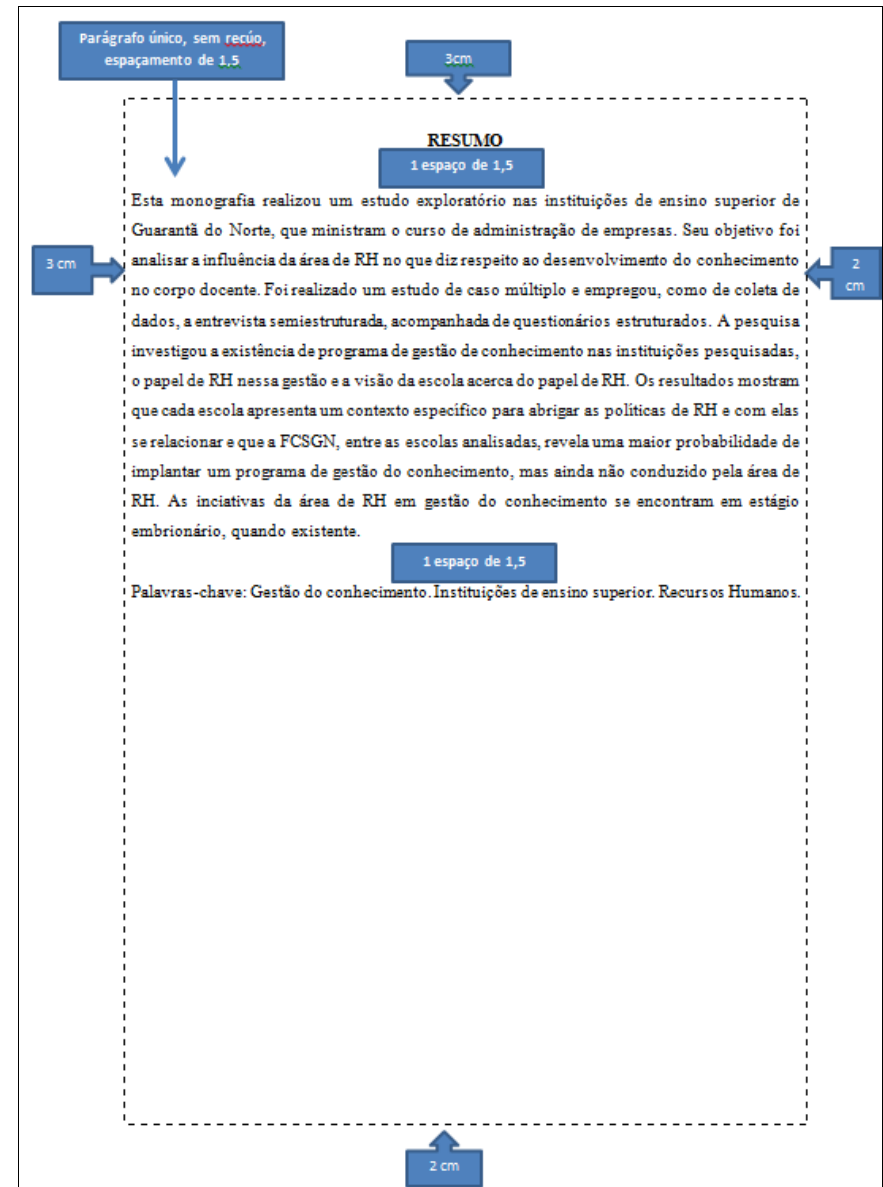 Parágrafo único, sem recúo,
espaçamento de 1,5
3cm
RESUMO
1 espaço de 1,5
Esta monografia realizou um estudo exploratório nas instituições de ensino superior de
Guarantã do Norte, que ministram o curso de administração de empresas. Seu objetivo foi
analisar a influência da área de RH no que diz respeito ao desenvolvimento do conhecimento
no corpo docente. Foi realizado um estudo de caso múltiplo e empregou, como de coleta de
dados, a entrevista semiestruturada, acompanhada de questionários estruturados. A pesquisa
investigou a existência de programa de gestão de conhecimento nas instituições pesquisadas,
o papel de RH nessa gestão e a visão da escola acerca do papel de RH. Os resultados mostram
que cada escola apresenta um contexto específico para abrigar as políticas de RH e com elas
se relacionar e que a FCSGN, entre as escolas analisadas, revela uma maior probabilidade de
implantar um programa de gestão do conhecimento, mas ainda não conduzido pela área de
RH. As inciativas da área de RH em gestão do conhecimento se encontram em estágio
embrionário, quando existente.
3 cm
2
cm
1 espaço de 1,5
Palavras-chave: Gestão do conhecimento. Instituições de ensino superior. Recursos Humanos.
2 cm